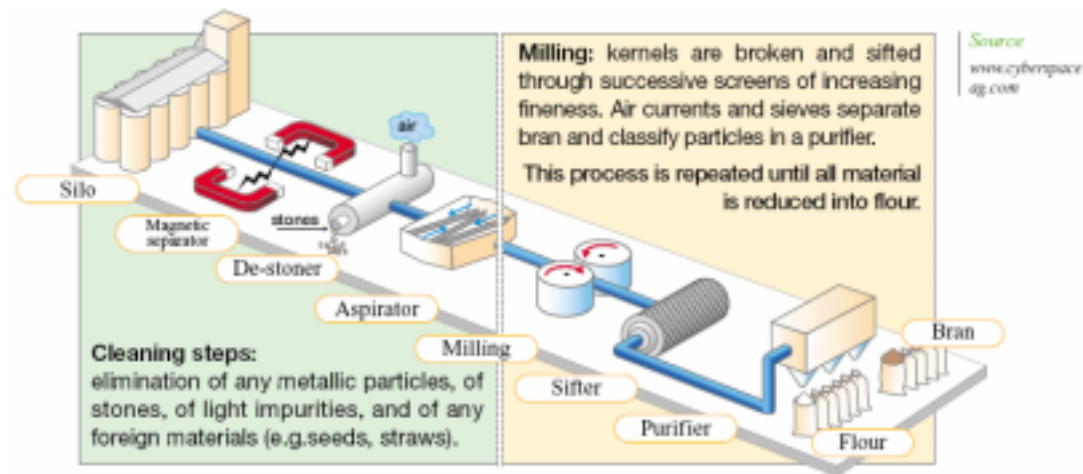 Milling: kernels are broken and sifted
through successive screens of increasing
fineness. Air currents and sieves separate
bran and classify particles in a purifier.
This process is repeated until all material
is reduced into flour.
Source
www.cyberspace
ag.com
air
Silo
stones
Magnetic
separator
De-stoner
Aspirator
Milling
Bran
Sifter
Purifier
Flour
Cleaning steps:
elimination of any metallic particles, of
stones, of light impurities, and of any
foreign materials (e.g.seeds, straws).